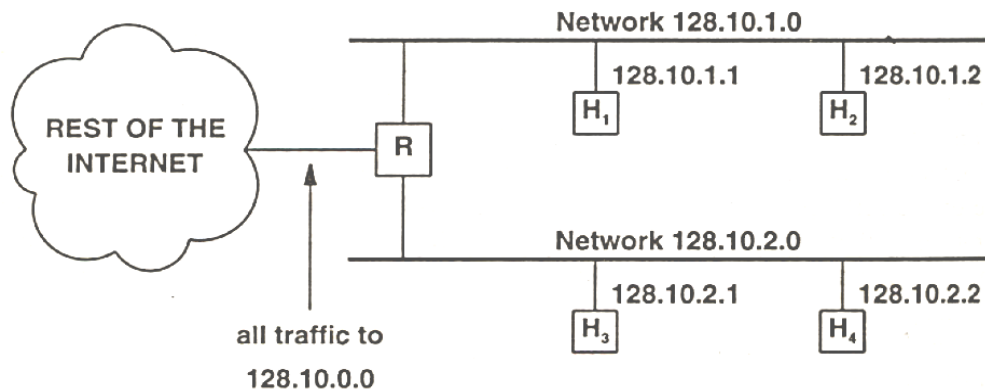 Network 128.10.1.0
128.10.1.1
128.10.1.2
H₁
H₂
REST OF THE
INTERNET
R
Network 128.10.2.0
128.10.2.1
128.10.2.2
H₃
H₄
all traffic to
128.10.0.0